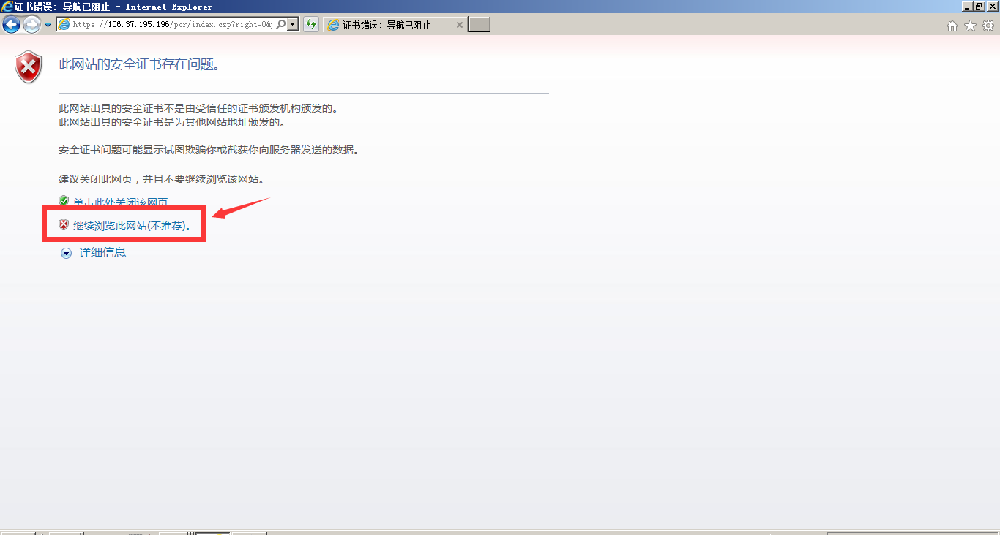 证书错误: 导航已阻止 - Internet Explorer
https://106.37.195.196/por/index.csp?right=0&
证书错误: 导航已阻止
此网站的安全证书存在问题。
此网站出具的安全证书不是由受信任的证书颁发机构颁发的。
此网站出具的安全证书是为其他网站地址颁发的。
安全证书问题可能显示试图欺骗你或截获你向服务器发送的数据。
建议关闭此网页，并且不要继续浏览该网站。
单击此处关闭该网页
继续浏览此网站(不推荐)。
详细信息